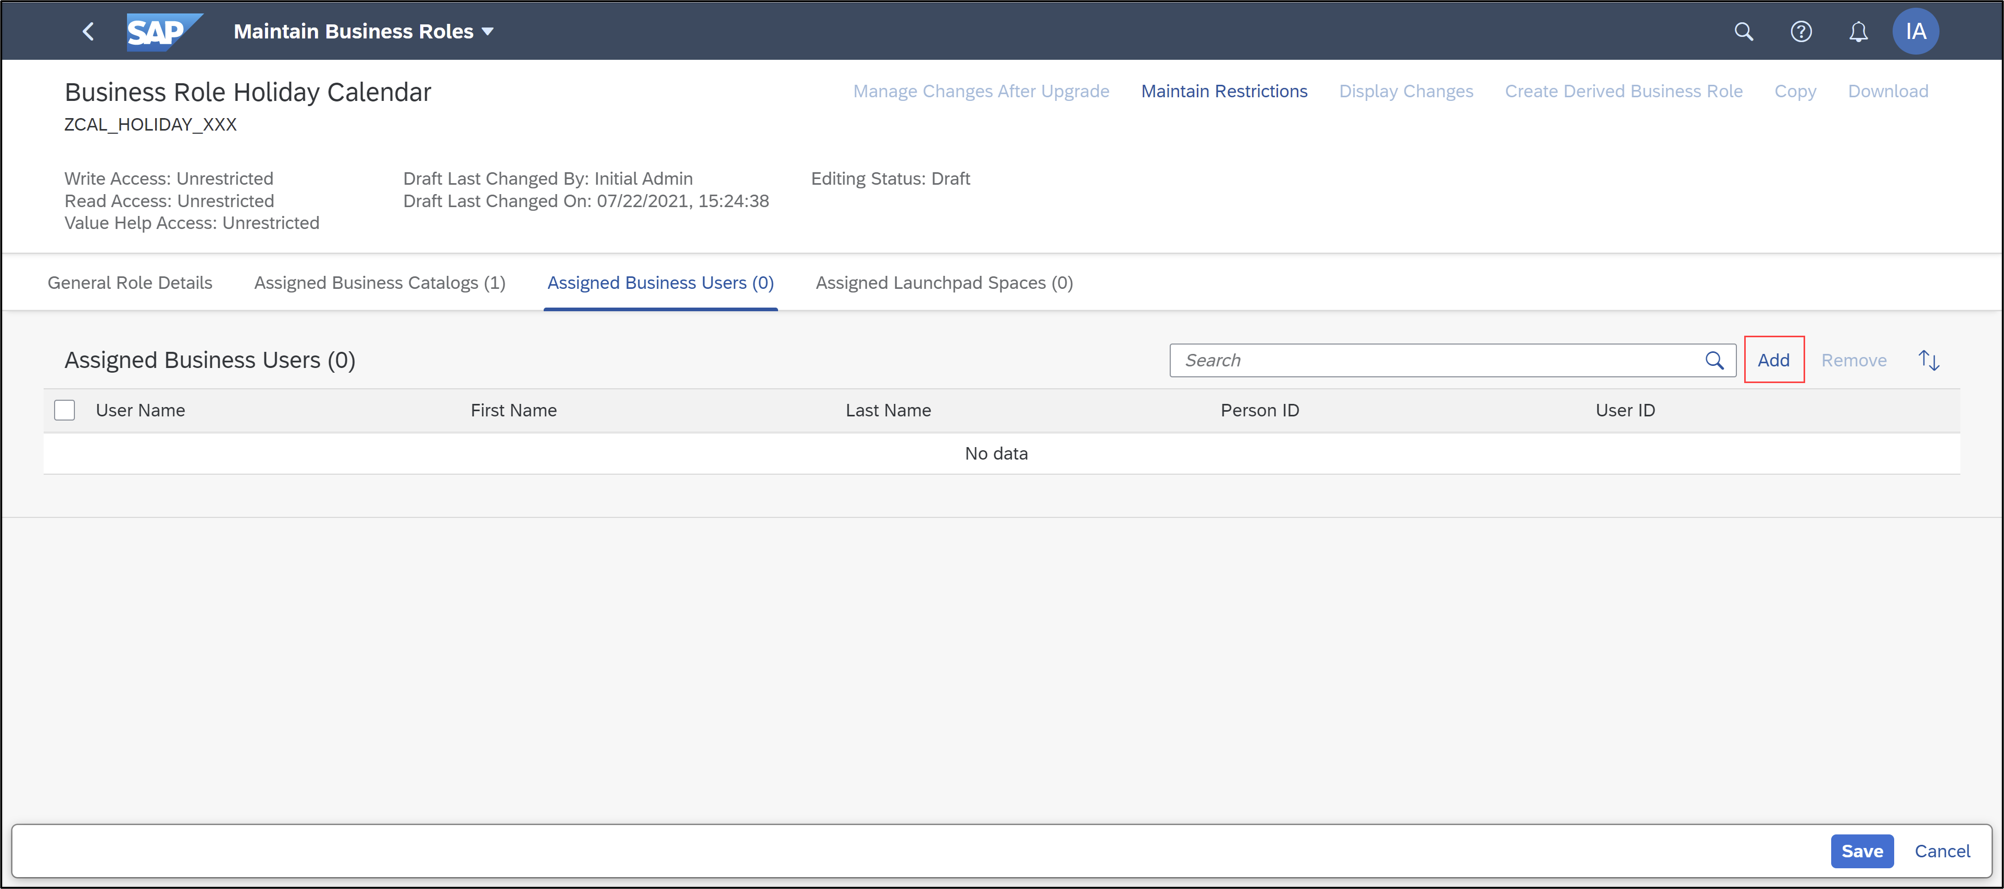 SAP Maintain Business Roles IA
Business Role Holiday Calendar Manage Changes After Upgrade Maintain Restrictions Display Changes Create Derived Business Role Copy Download
ZCAL_HOLIDAY_XXX
Write Access: Unrestricted Draft Last Changed By: Initial Admin Editing Status: Draft
Read Access: Unrestricted Draft Last Changed On: 07/22/2021, 15:24:38
Value Help Access: Unrestricted
General Role Details Assigned Business Catalogs (1) Assigned Business Users (0) Assigned Launchpad Spaces (0)
Assigned Business Users (0) Search Add Remove
User Name First Name Last Name Person ID User ID
No data
Save Cancel